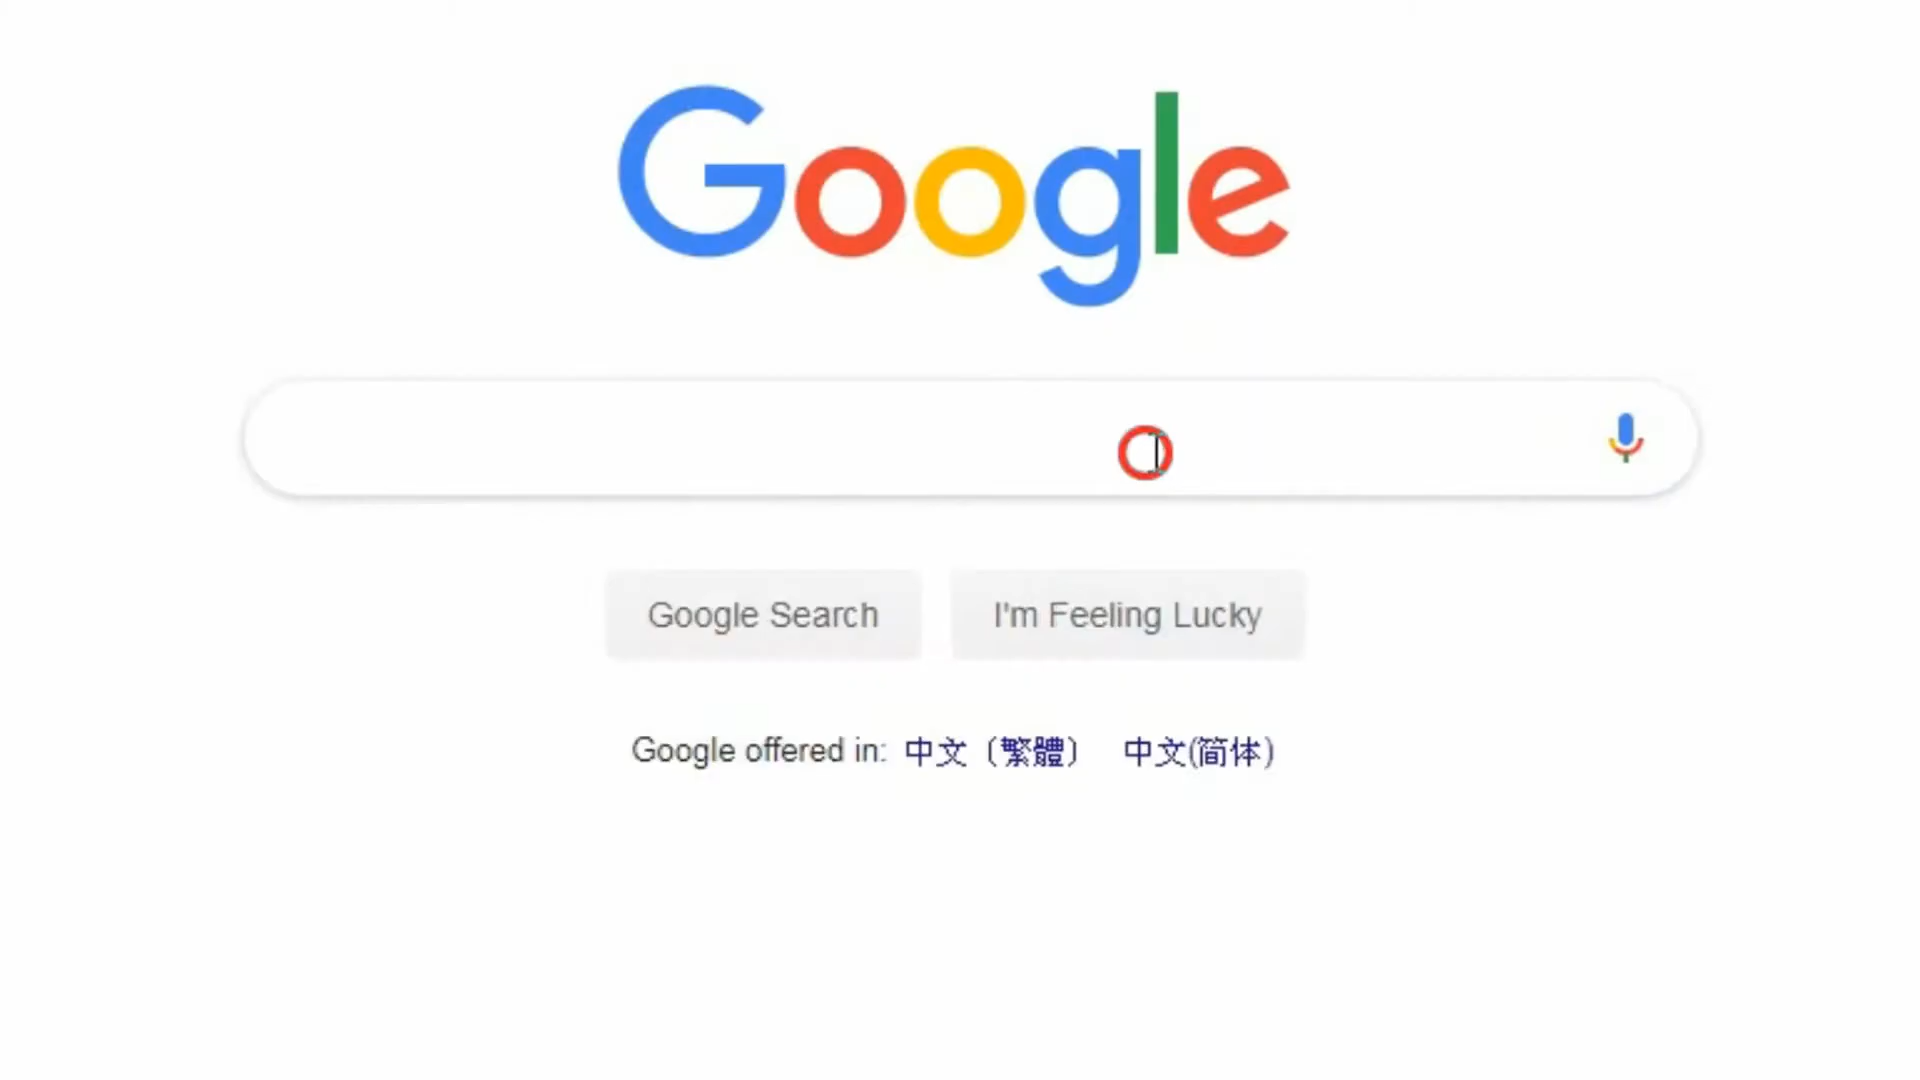 Google
Google Search
I'm Feeling Lucky
Google offered in: 中文（繁體） 中文(简体)